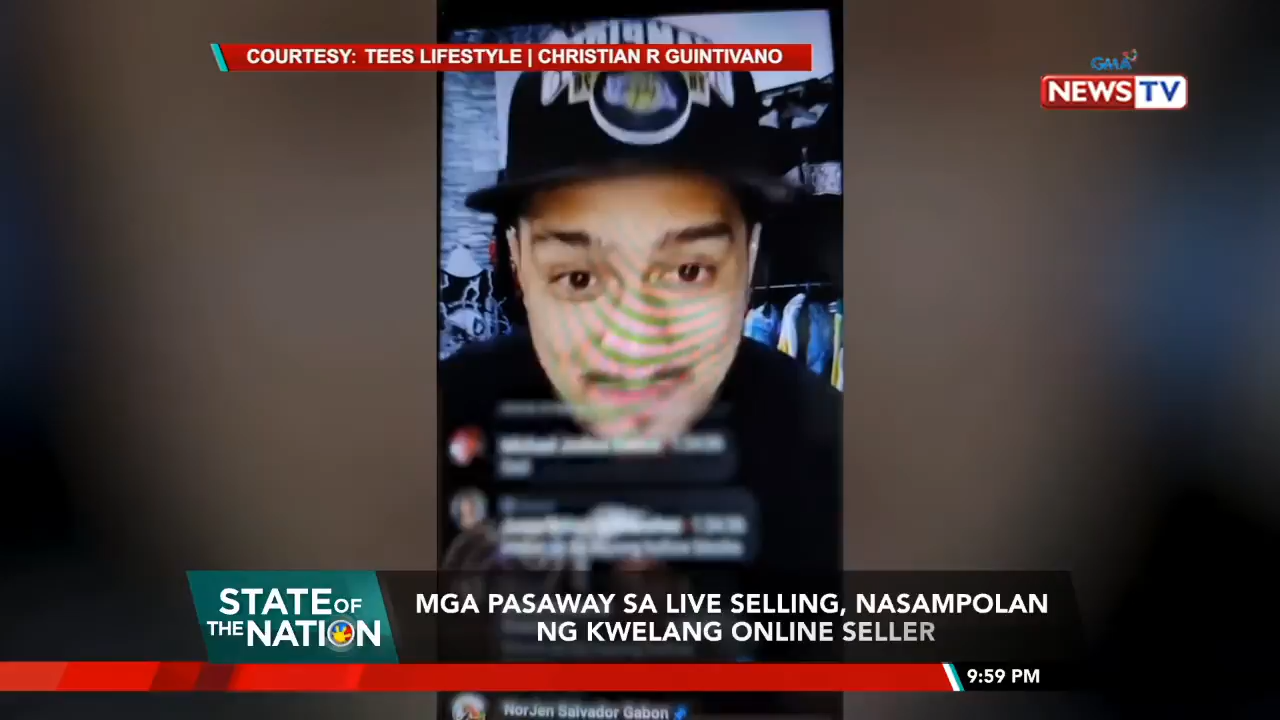 COURTESY: TEES LIFESTYLE | CHRISTIAN R GUINTIVANO
GMA
NEWS TV
STATE OF
THE NATION
MGA PASAWAY SA LIVE SELLING, NASAMPOLAN
NG KWELANG ONLINE SELLER
9:59 PM
NorJen Salvador Gabon